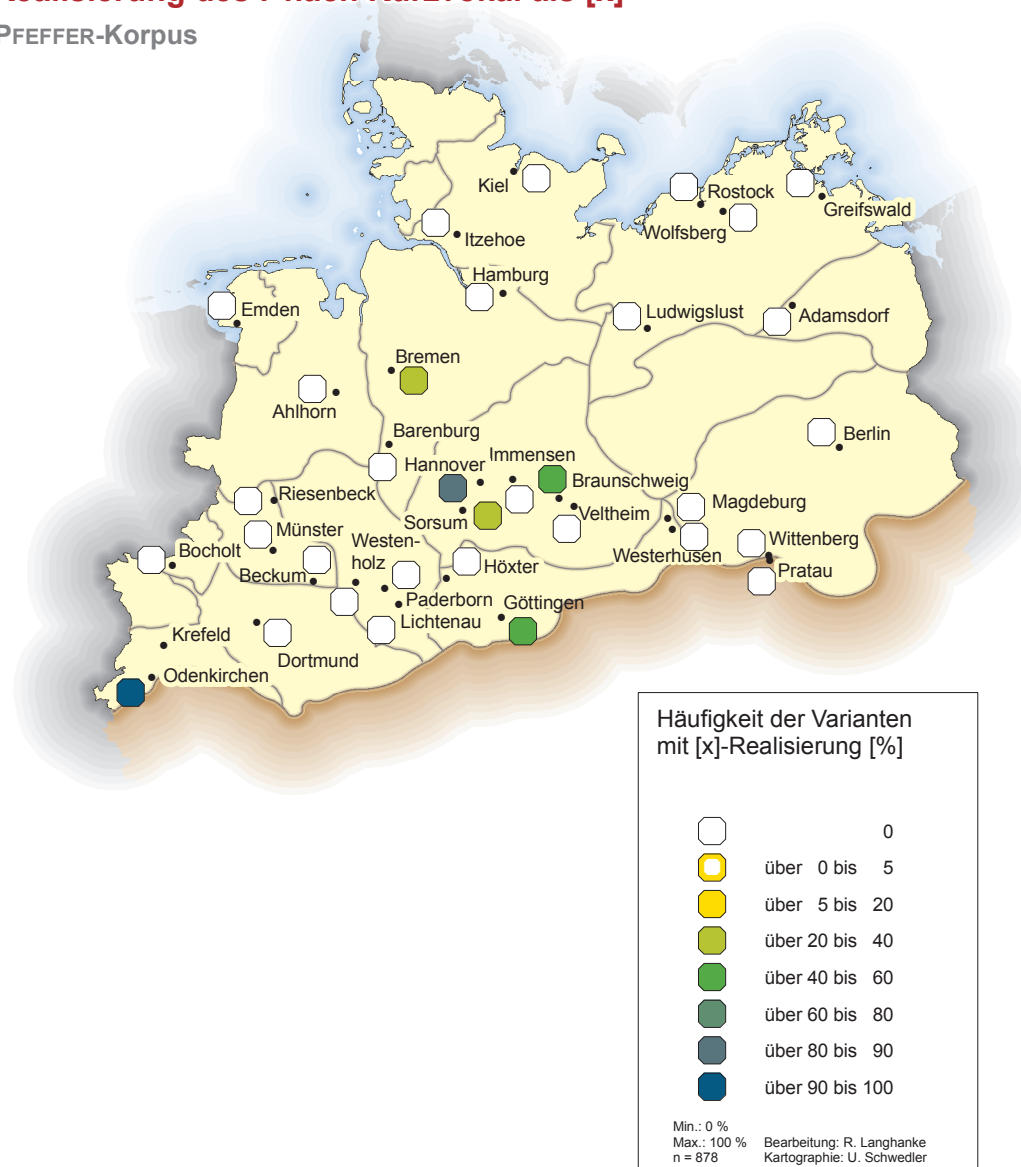 PFEFFER-Korpus
Kiel
Rostock
Greifswald
Wolfsberg
Itzehoe
Hamburg
Emden
Ludwigslust
Adamsdorf
Bremen
Ahlhorn
Barenburg
Berlin
Hannover
Immensen
Braunschweig
Riesenbeck
Magdeburg
Sorsum
Veltheim
Münster
Westen-
holz
Westerhusen
Wittenberg
Bocholt
Beckum
Höxter
Pratau
Paderborn
Göttingen
Lichtenau
Krefeld
Dortmund
Odenkirchen
Häufigkeit der Varianten
mit [x]-Realisierung [%]
0
über 0 bis 5
über 5 bis 20
über 20 bis 40
über 40 bis 60
über 60 bis 80
über 80 bis 90
über 90 bis 100
Min.: 0 %
Max.: 100 % Bearbeitung: R. Langhanke
n = 878 Kartographie: U. Schwedler